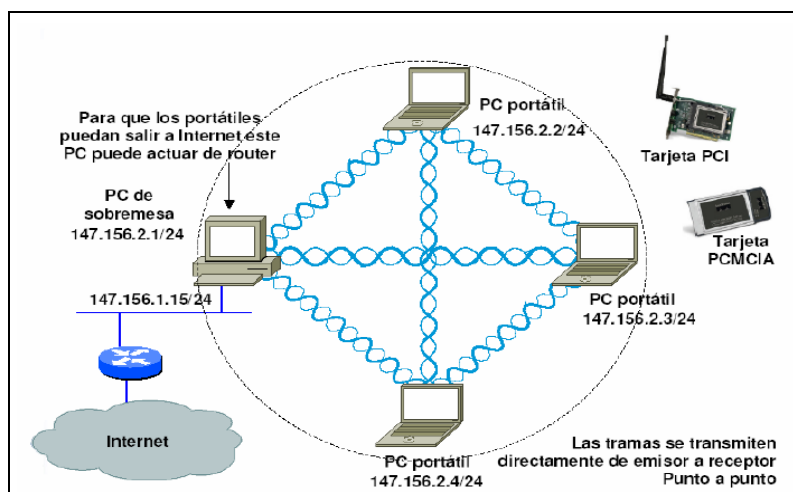 Para que los portátiles
puedan salir a Internet este
PC puede actuar de router
PC portátil
147.156.2.2/24
Tarjeta PCI
PC de
sobremesa
147.156.2.1/24
Tarjeta
PCMCIA
147.156.1.15/24
PC portátil
147.156.2.3/24
Internet
PC portátil
147.156.2.4/24
Las tramas se transmiten
directamente de emisor a receptor
Punto a punto